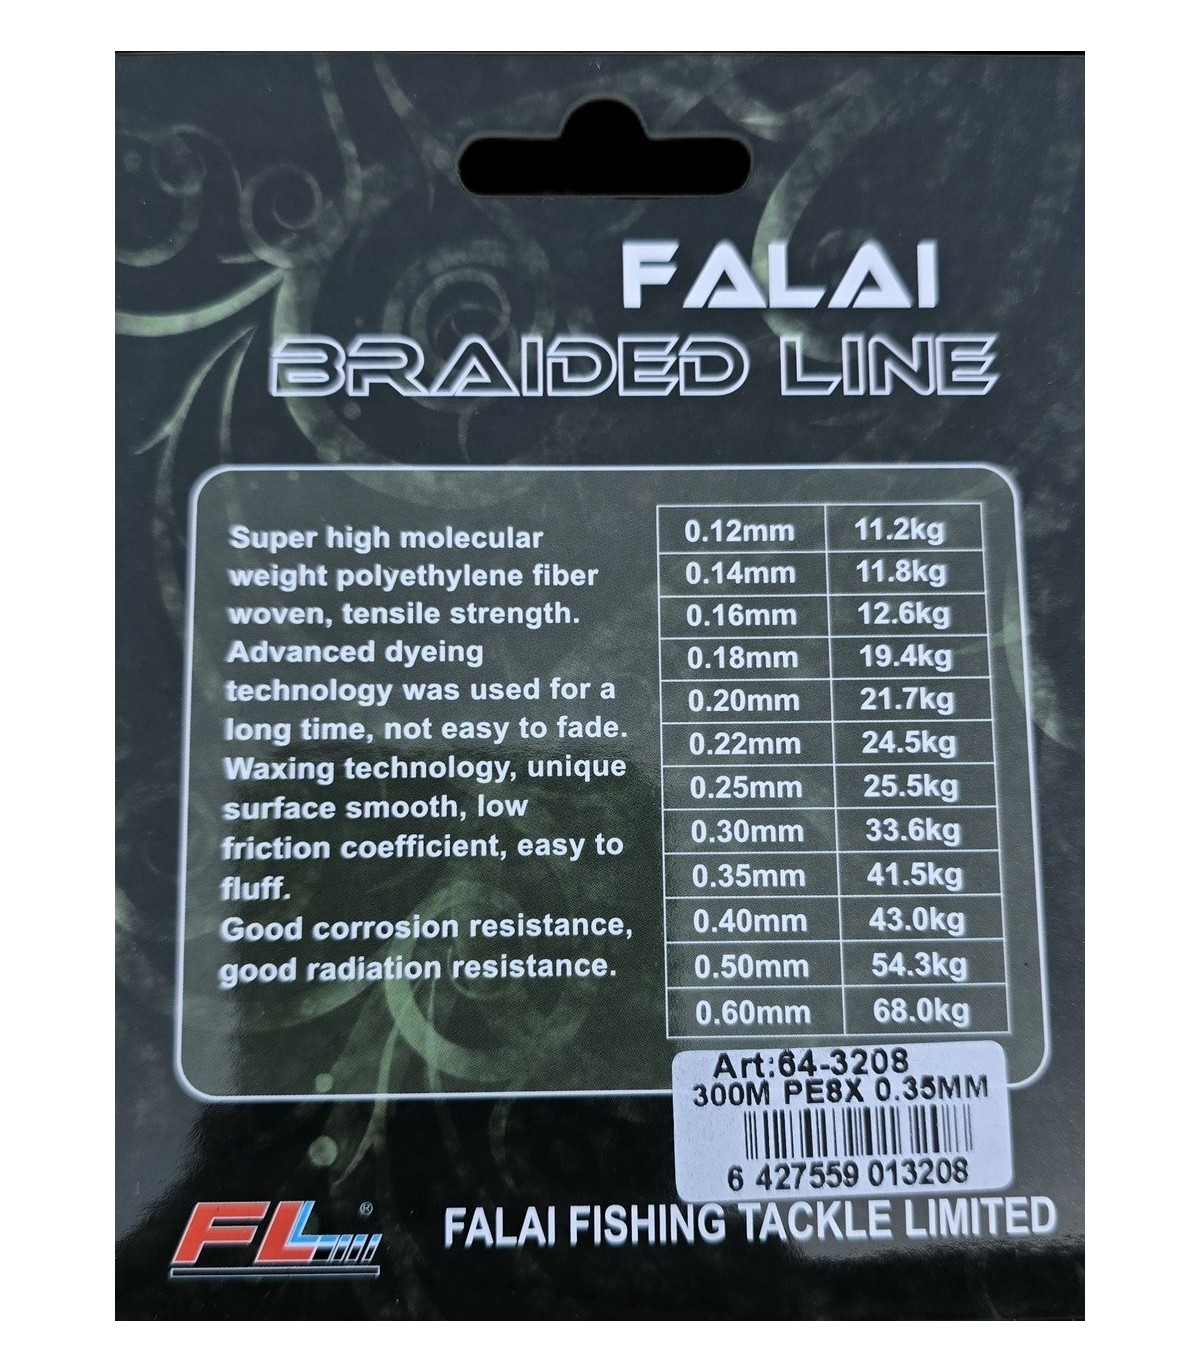 FALAI
BRAIDED LINE
Super high molecular
weight polyethylene fiber
woven, tensile strength.
Advanced dyeing
technology was used for a
long time, not easy to fade.
Waxing technology, unique
surface smooth, low
friction coefficient, easy to
fluff.
Good corrosion resistance,
good radiation resistance.
0.12mm 11.2kg
0.14mm 11.8kg
0.16mm 12.6kg
0.18mm 19.4kg
0.20mm 21.7kg
0.22mm 24.5kg
0.25mm 25.5kg
0.30mm 33.6kg
0.35mm 41.5kg
0.40mm 43.0kg
0.50mm 54.3kg
0.60mm 68.0kg
Art:64-3208
300M PE8X 0.35MM
6 427559 013208
FL®
FALAI FISHING TACKLE LIMITED